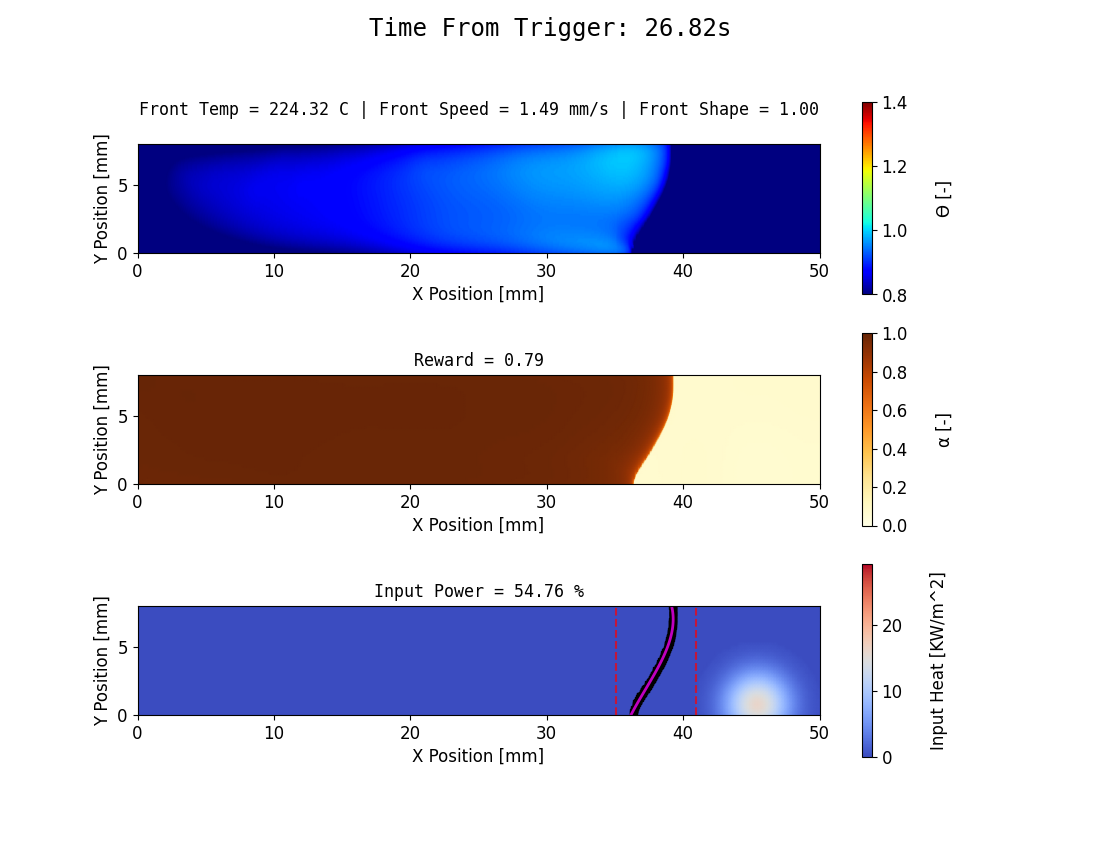 Time From Trigger: 26.82s
Front Temp = 224.32 C | Front Speed = 1.49 mm/s | Front Shape = 1.00
Y Position [mm]
5
0
0 10 20 30 40 50
X Position [mm]
1.4
1.2
1.0
0.8
Θ [-]
Reward = 0.79
Y Position [mm]
5
0
0 10 20 30 40 50
X Position [mm]
1.0
0.8
0.6
0.4
0.2
0.0
α [-]
Input Power = 54.76 %
Y Position [mm]
5
0
0 10 20 30 40 50
X Position [mm]
20
10
0
Input Heat [KW/m^2]